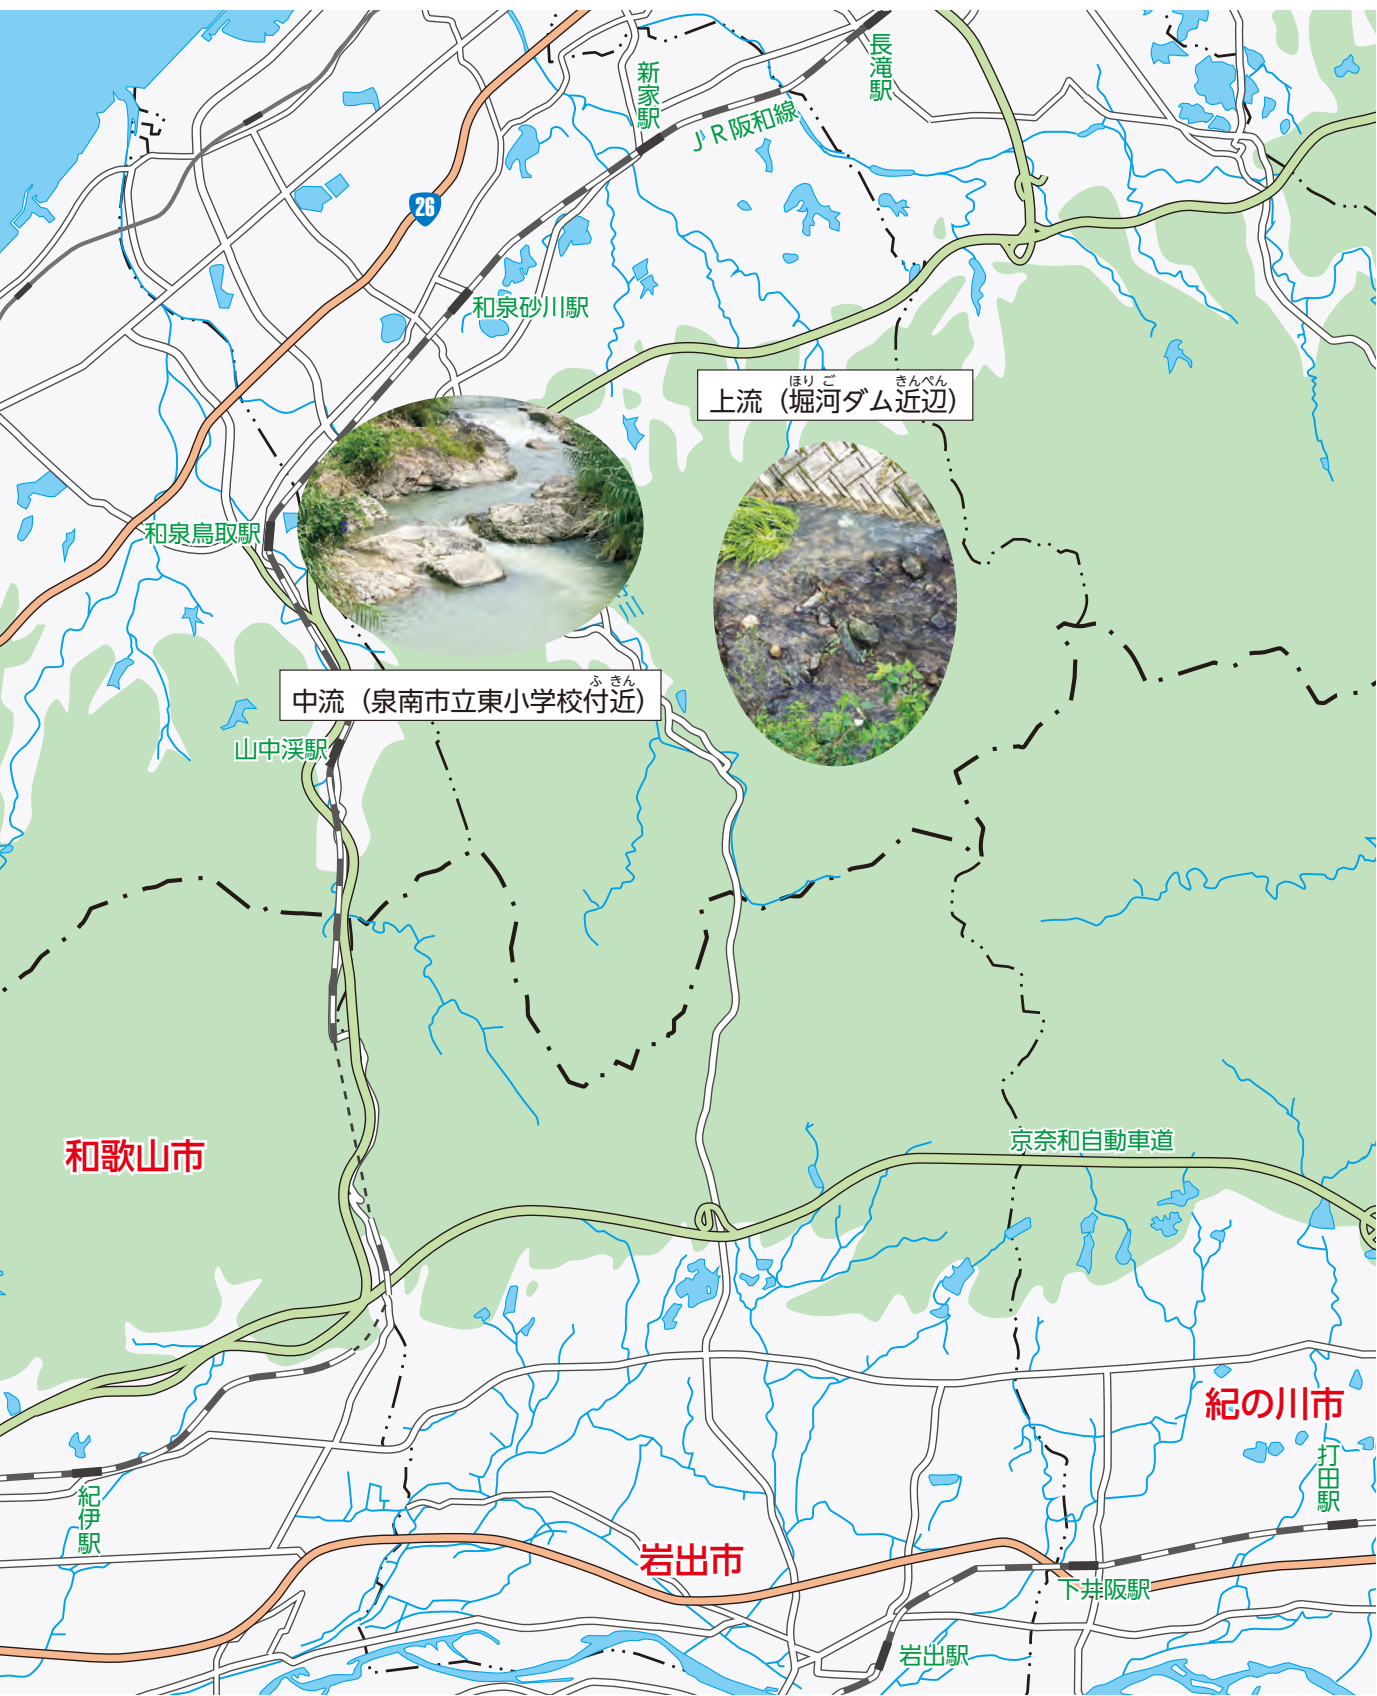 長滝駅
新家駅
JR阪和線
26
和泉砂川駅
ほりご きんぺん
上流（堀河ダム近辺）
和泉鳥取駅
川
ふきん
中流（泉南市立東小学校付近）
山中渓駅
京奈和自動車道
和歌山市
紀の川市
打田駅
紀伊駅
岩出市
下井阪駅
岩出駅